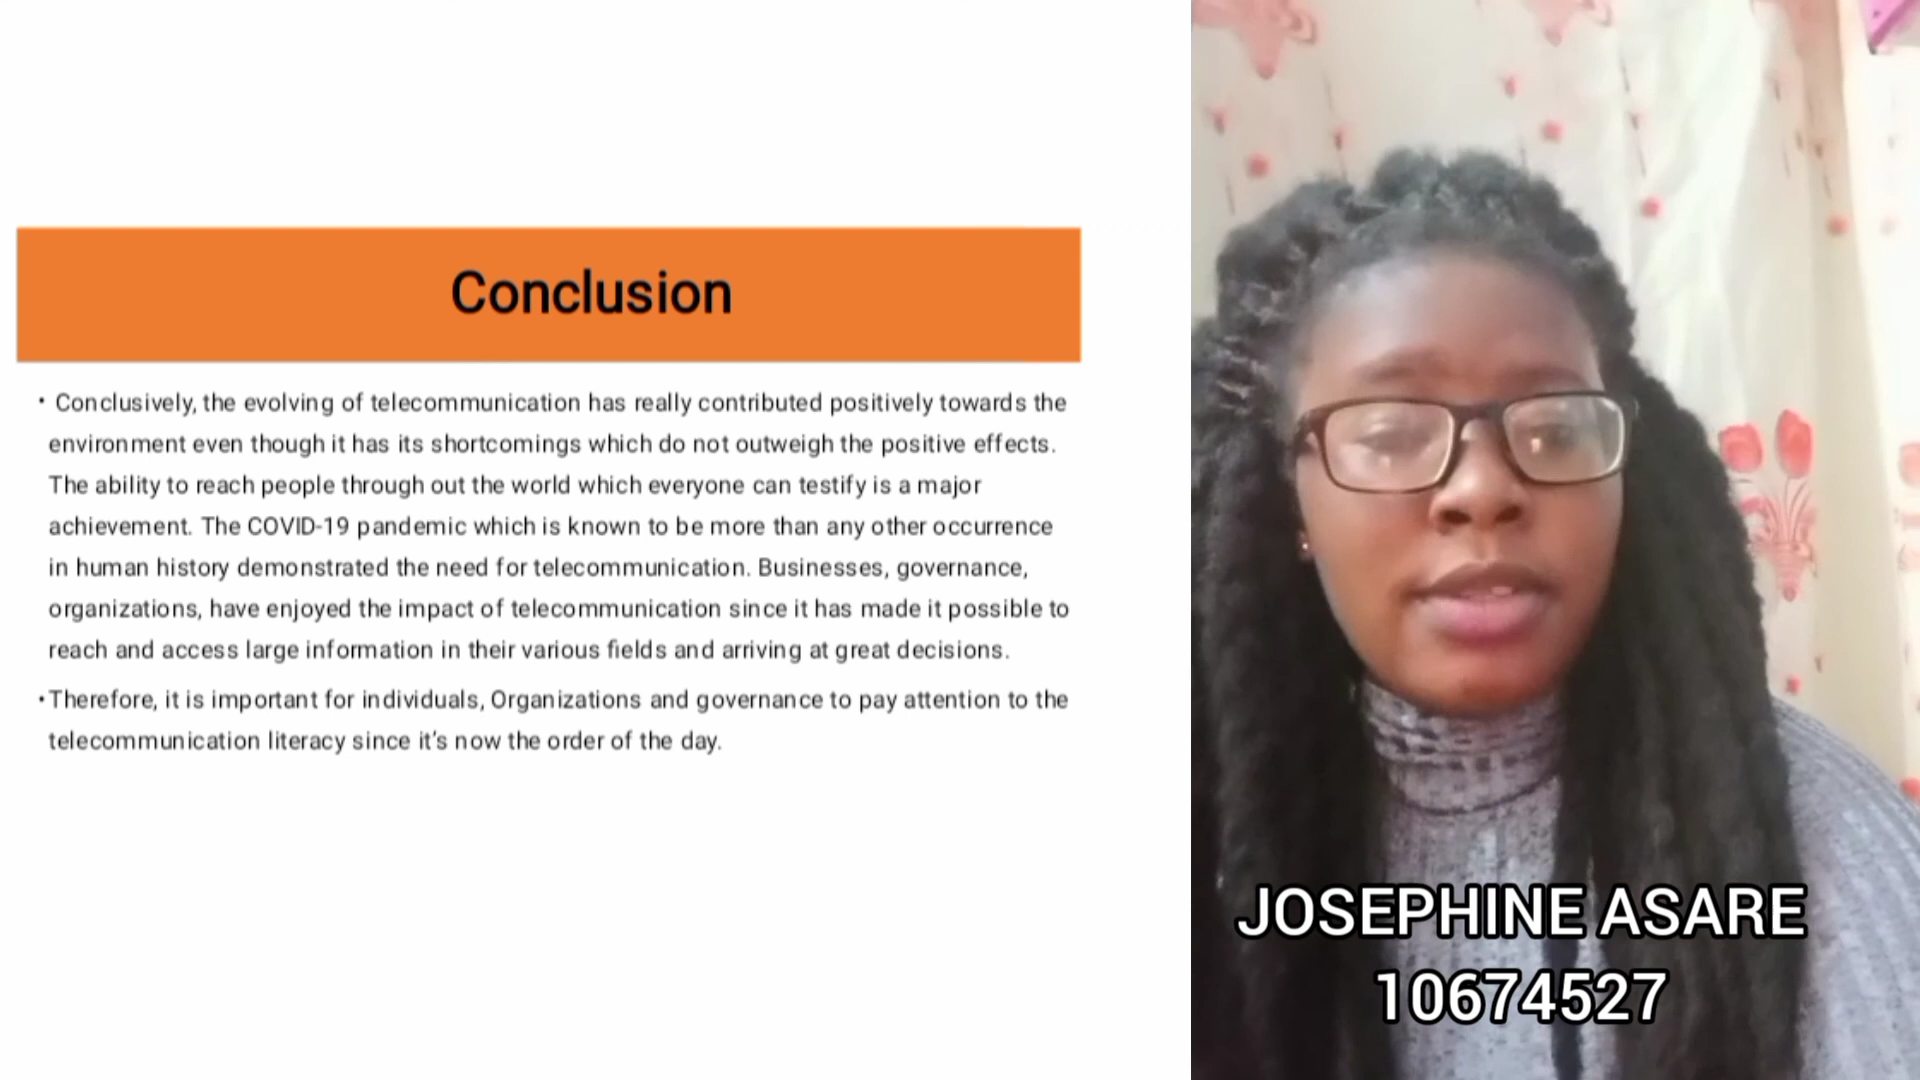 Conclusion
• Conclusively, the evolving of telecommunication has really contributed positively towards the
environment even though it has its shortcomings which do not outweigh the positive effects.
The ability to reach people through out the world which everyone can testify is a major
achievement. The COVID-19 pandemic which is known to be more than any other occurrence
in human history demonstrated the need for telecommunication. Businesses, governance,
organizations, have enjoyed the impact of telecommunication since it has made it possible to
reach and access large information in their various fields and arriving at great decisions.
•Therefore, it is important for individuals, Organizations and governance to pay attention to the
telecommunication literacy since it's now the order of the day.
JOSEPHINE ASARE
10674527